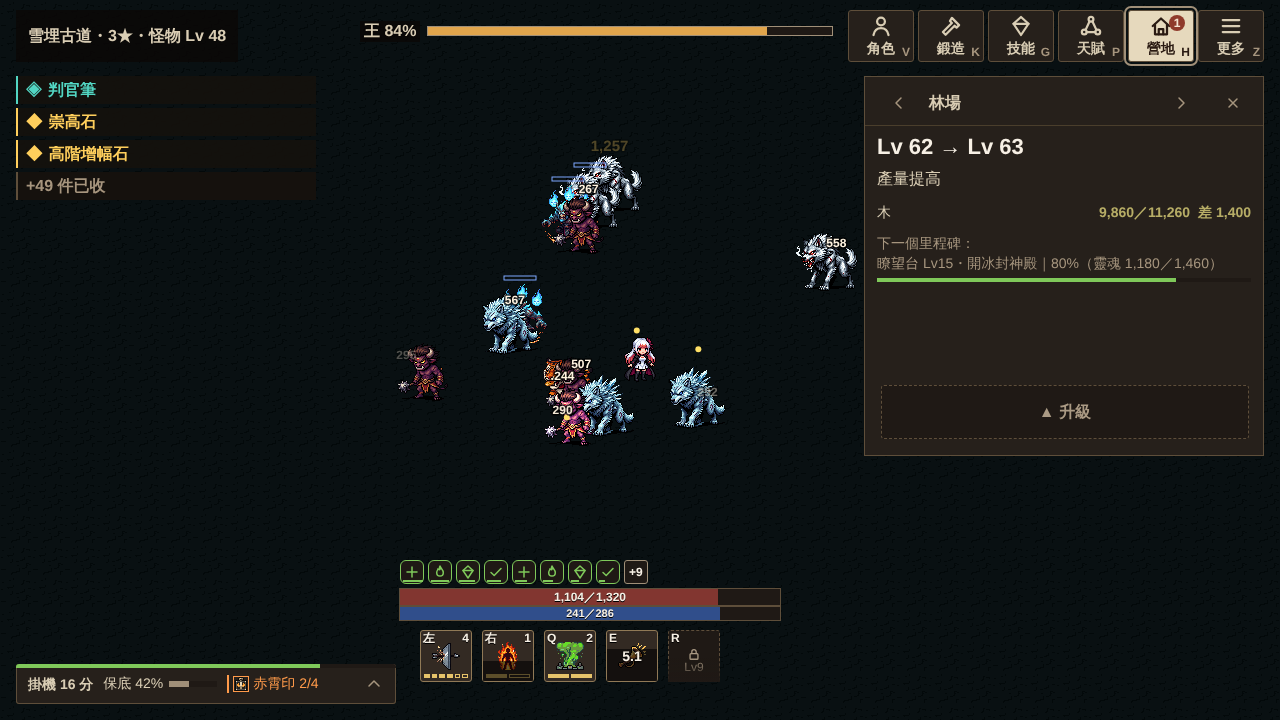 雪埋古道・3★・怪物 Lv 48
王 84%
角色 V
鍛造 K
技能 G
天賦 P
營地 H 1
更多 Z
判官筆
崇高石
高階增幅石
+49 件已收
林場
Lv 62 → Lv 63
產量提高
木 9,860／11,260 差 1,400
下一個里程碑：
瞭望台 Lv15・開冰封神殿｜80%（靈魂 1,180／1,460）
▲ 升級
1,257
267
558
567
507
244
290
+9
1,104／1,320
241／286
左 4
右 1
Q 2
E 5.1
R Lv9
掛機 16 分 保底 42% 赤霄印 2/4